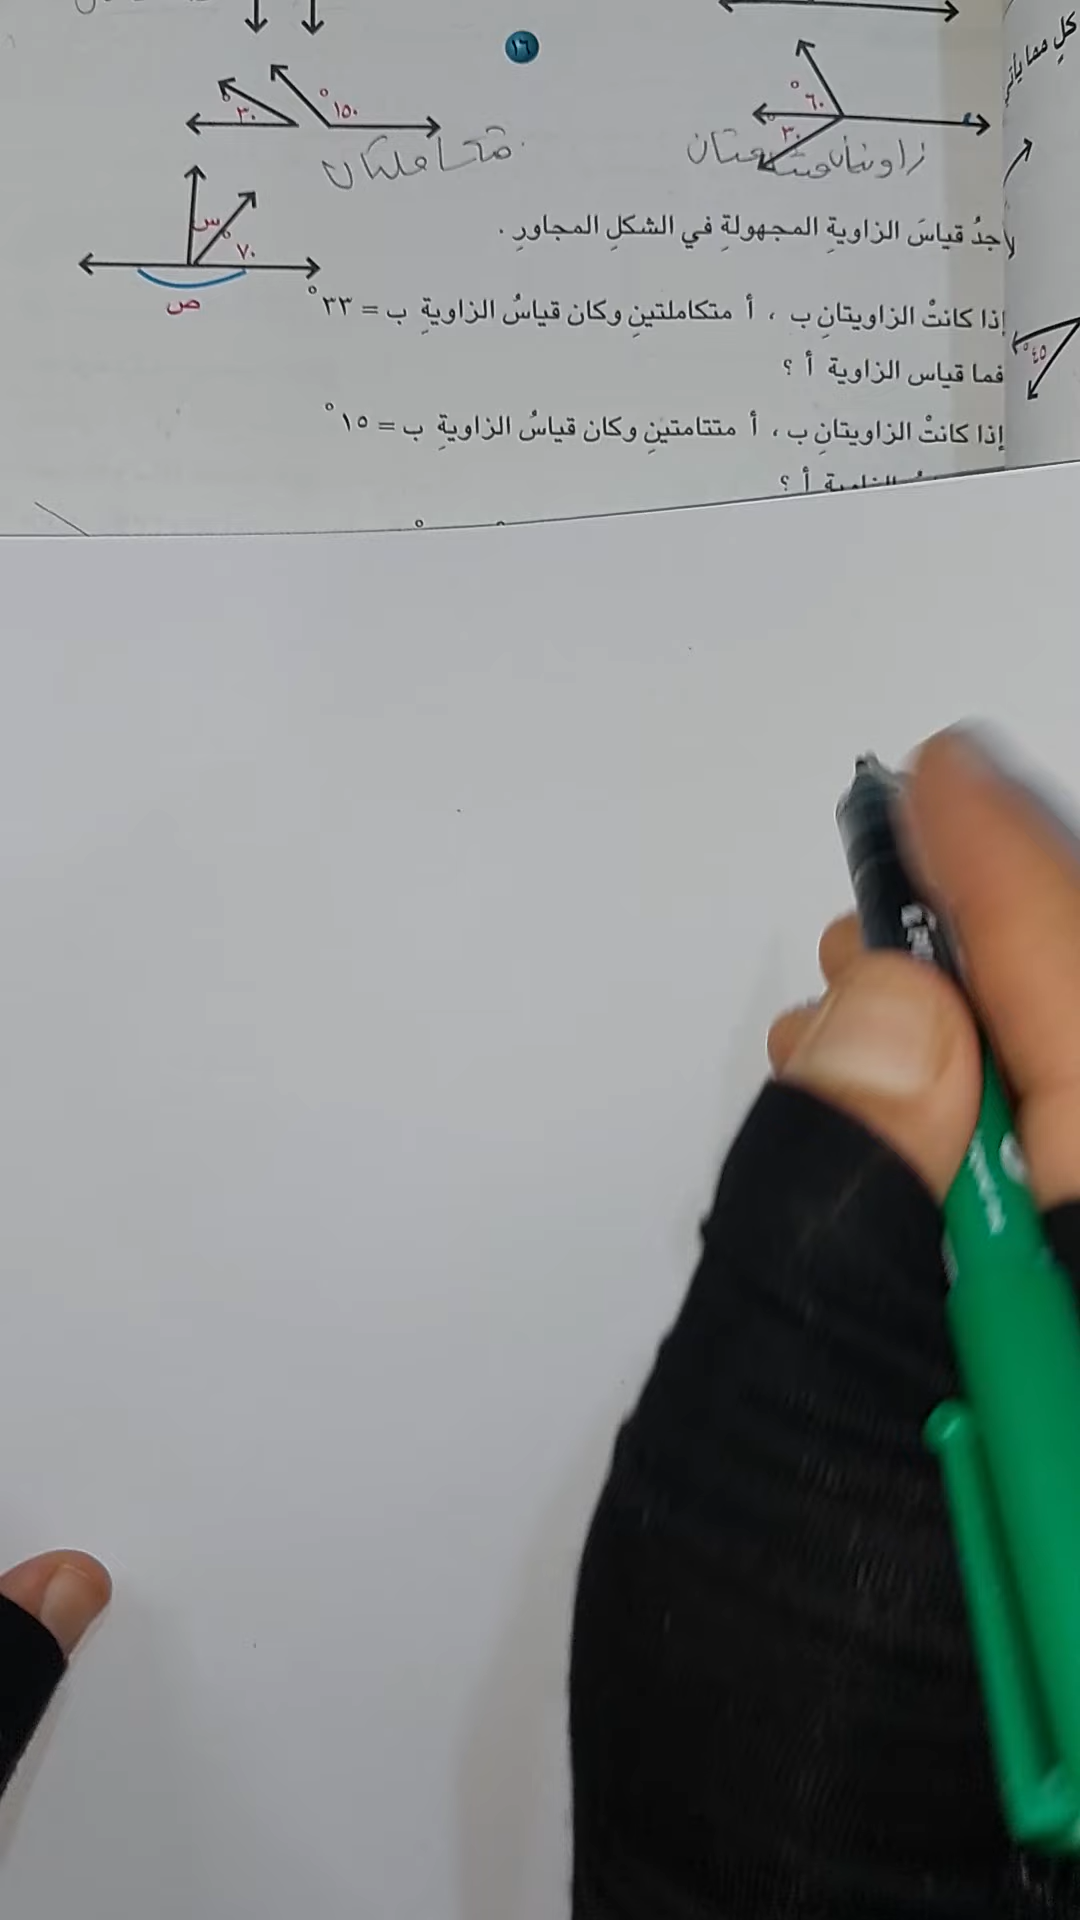 ١٦
°٦٠
°٣٠
زاويتان متتامتان
°١٥٠
°٣٠
متكاملتان
كل مما يأتي
أجدُ قياسَ الزاويةِ المجهولةِ في الشكلِ المجاورِ .
س
°٧٠
ص
إذا كانتْ الزاويتانِ ب ، أ متكاملتينِ وكان قياسُ الزاويةِ ب = ٣٣°
فما قياس الزاوية أ ؟
°٤٥
إذا كانتْ الزاويتانِ ب ، أ متتامتينِ وكان قياسُ الزاويةِ ب = ١٥°
الزاوية أ ؟